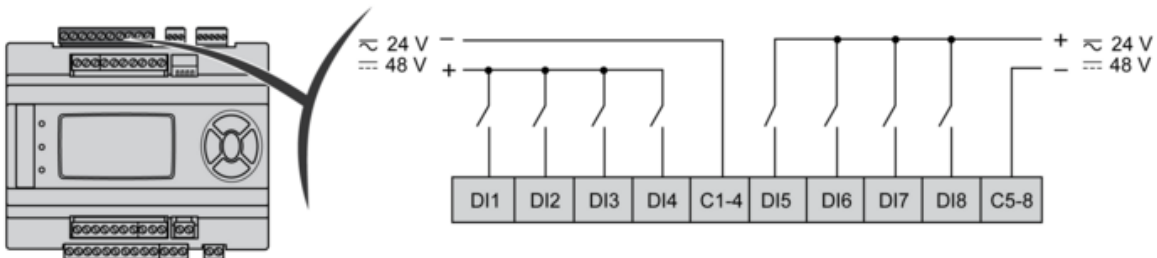 ⏦ 24 V −
⎓ 48 V +
+ ⏦ 24 V
− ⎓ 48 V
DI1 DI2 DI3 DI4 C1-4 DI5 DI6 DI7 DI8 C5-8